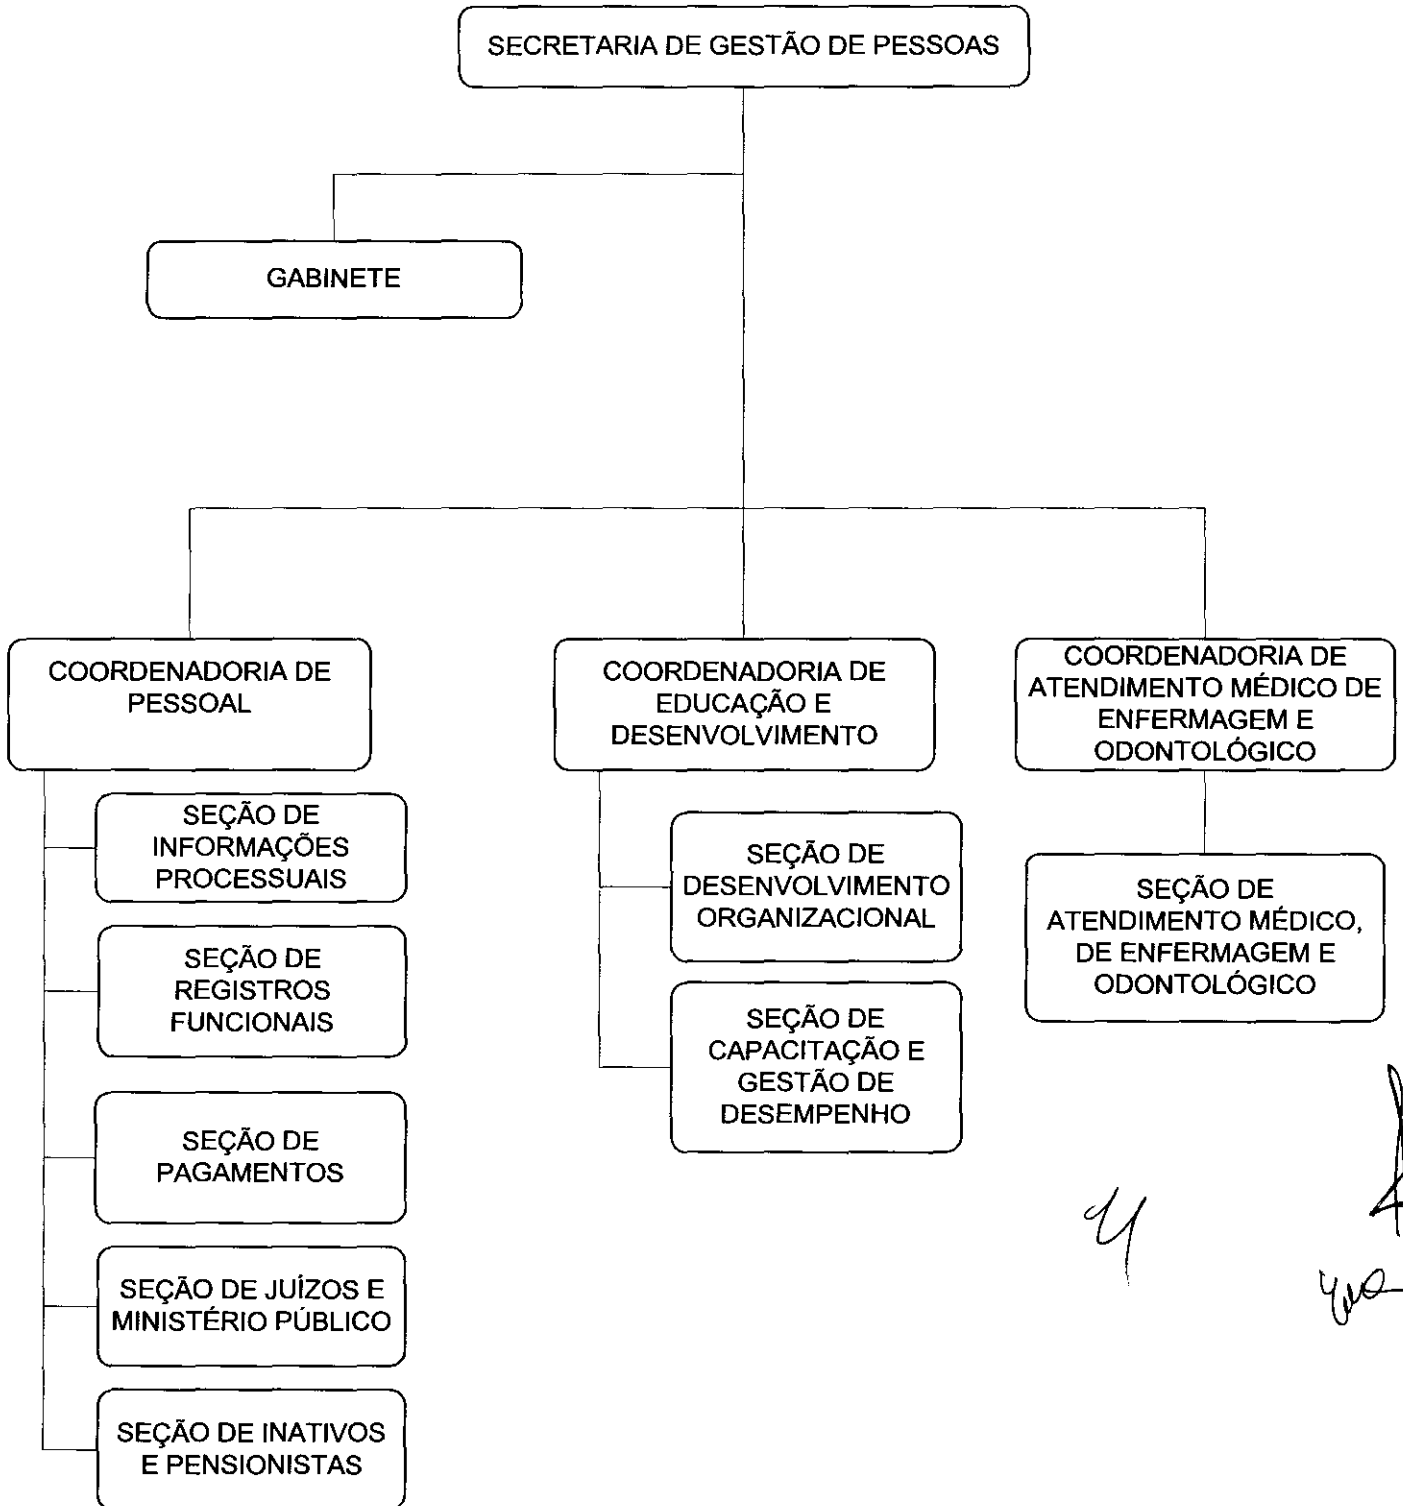 SECRETARIA DE GESTÃO DE PESSOAS
GABINETE
COORDENADORIA DE
PESSOAL
SEÇÃO DE
INFORMAÇÕES
PROCESSUAIS
SEÇÃO DE
REGISTROS
FUNCIONAIS
SEÇÃO DE
PAGAMENTOS
SEÇÃO DE JUÍZOS E
MINISTÉRIO PÚBLICO
SEÇÃO DE INATIVOS
E PENSIONISTAS
COORDENADORIA DE
EDUCAÇÃO E
DESENVOLVIMENTO
SEÇÃO DE
DESENVOLVIMENTO
ORGANIZACIONAL
SEÇÃO DE
CAPACITAÇÃO E
GESTÃO DE
DESEMPENHO
COORDENADORIA DE
ATENDIMENTO MÉDICO DE
ENFERMAGEM E
ODONTOLÓGICO
SEÇÃO DE
ATENDIMENTO MÉDICO,
DE ENFERMAGEM E
ODONTOLÓGICO